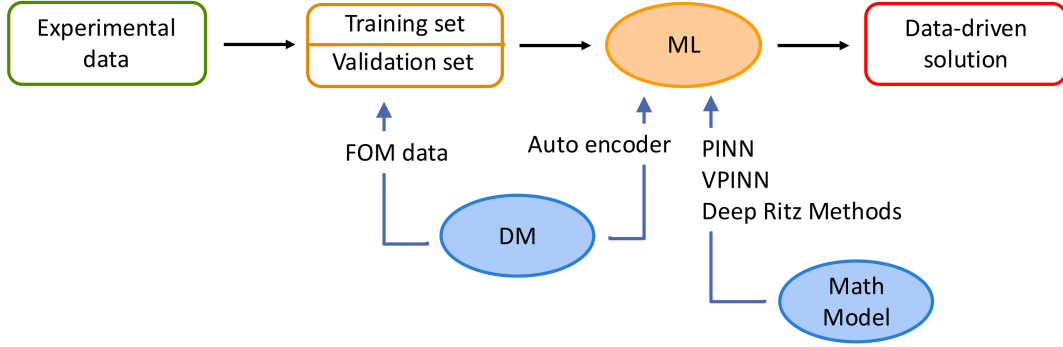 Experimental
data
Training set
Validation set
ML
Data-driven
solution
FOM data
Auto encoder
PINN
VPINN
Deep Ritz Methods
DM
Math
Model